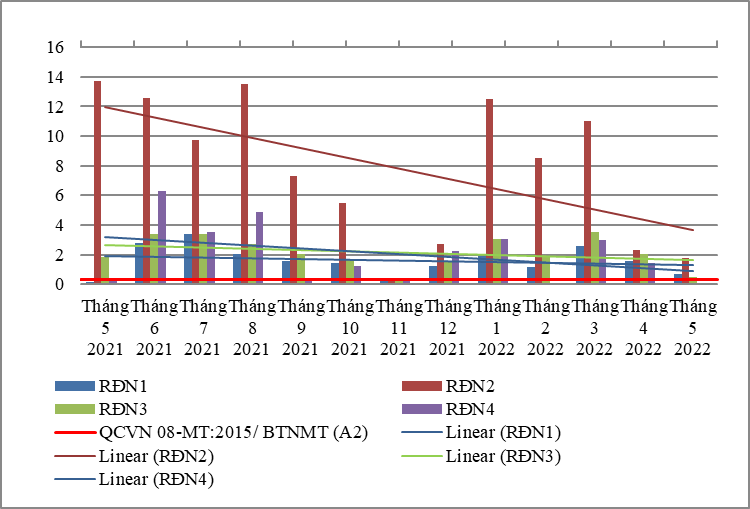 16
14
12
10
8
6
4
2
0
Tháng Tháng Tháng Tháng Tháng Tháng Tháng Tháng Tháng Tháng Tháng Tháng Tháng
5 6 7 8 9 10 11 12 1 2 3 4 5
2021 2021 2021 2021 2021 2021 2021 2021 2022 2022 2022 2022 2022
RĐN1 RĐN2
RĐN3 RĐN4
QCVN 08-MT:2015/ BTNMT (A2) Linear (RĐN1)
Linear (RĐN2) Linear (RĐN3)
Linear (RĐN4)